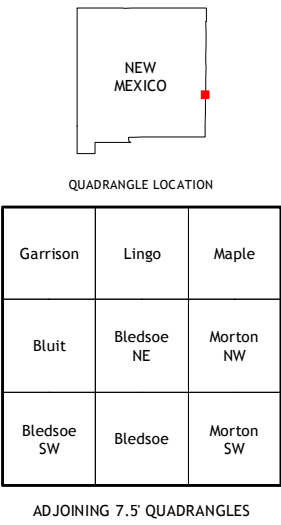 NEW
MEXICO
QUADRANGLE LOCATION
Garrison
Lingo
Maple
Bluit
Bledsoe
NE
Morton
NW
Bledsoe
SW
Bledsoe
Morton
SW
ADJOINING 7.5' QUADRANGLES